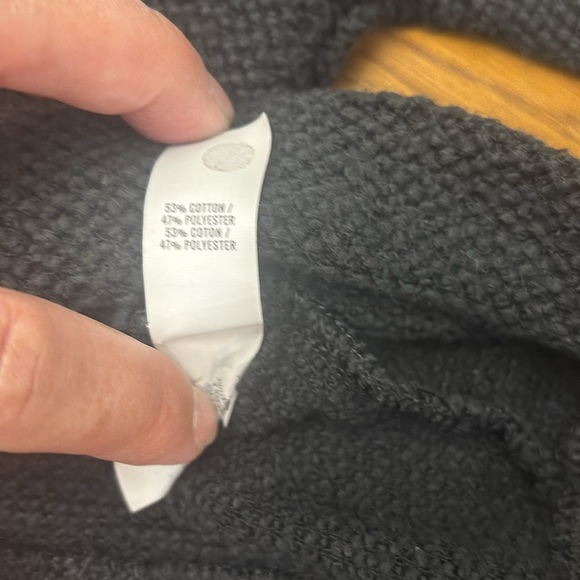 53% COTTON /
47% POLYESTER
53% COTON /
47% POLYESTER